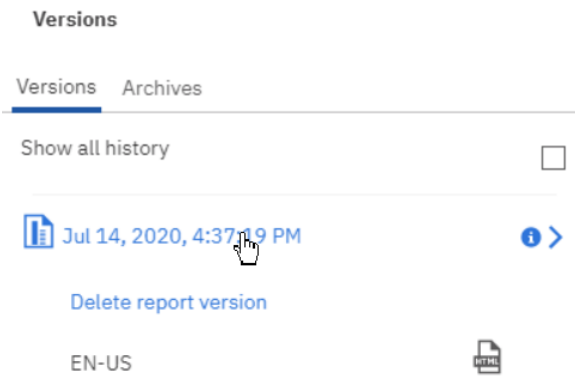 Versions
Versions Archives
Show all history
Jul 14, 2020, 4:37:19 PM
Delete report version
EN-US
HTML